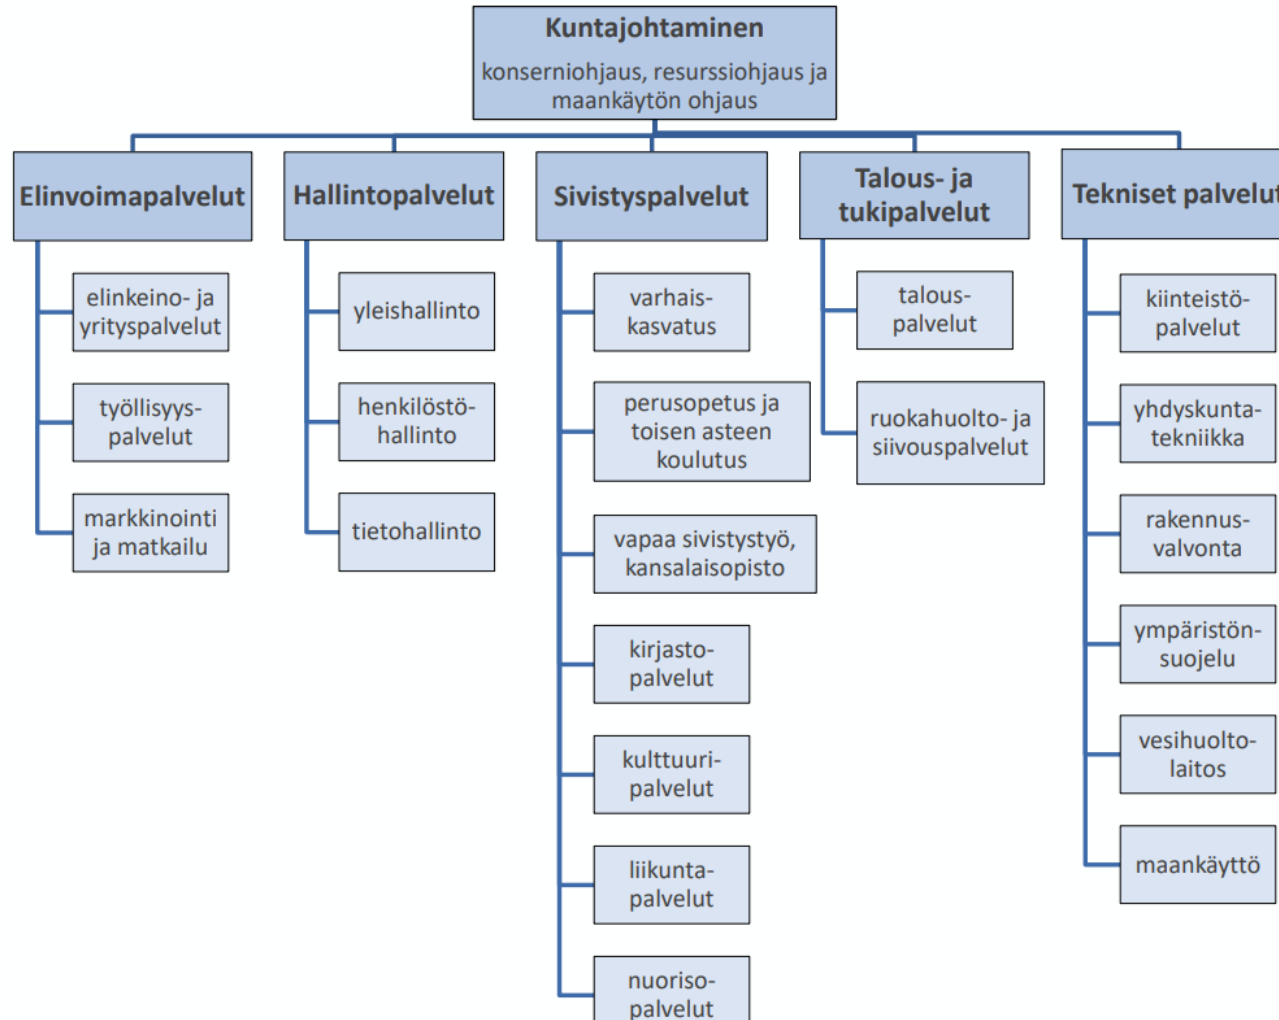 Kuntajohtaminen
konserniohjaus, resurssiohjaus ja
maankäytön ohjaus
Elinvoimapalvelut
elinkeino- ja
yrityspalvelut
työllisyys-
palvelut
markkinointi
ja matkailu
Hallintopalvelut
yleishallinto
henkilöstö-
hallinto
tietohallinto
Sivistyspalvelut
varhais-
kasvatus
perusopetus ja
toisen asteen
koulutus
vapaa sivistystyö,
kansalaisopisto
kirjasto-
palvelut
kulttuuri-
palvelut
liikunta-
palvelut
nuoriso-
palvelut
Talous- ja
tukipalvelut
talous-
palvelut
ruokahuolto- ja
siivouspalvelut
Tekniset palvelut
kiinteistö-
palvelut
yhdyskunta-
tekniikka
rakennus-
valvonta
ympäristön-
suojelu
vesihuolto-
laitos
maankäyttö